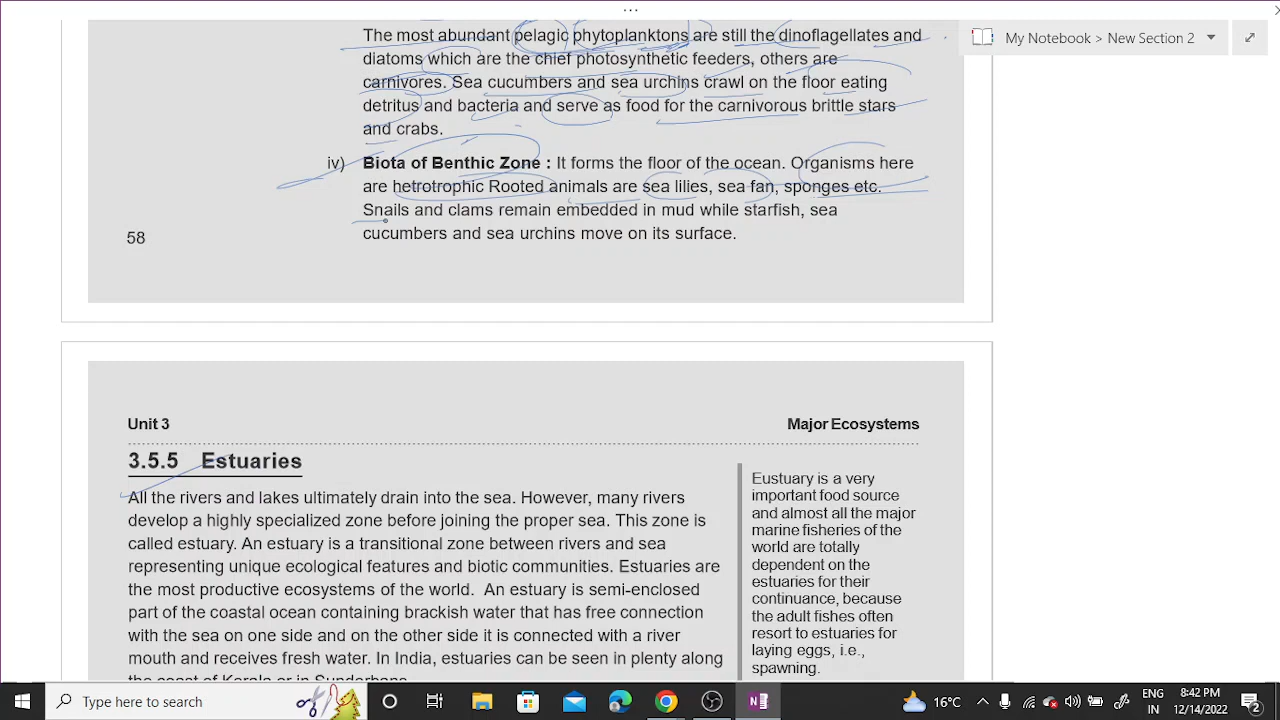 ...
My Notebook > New Section 2
The most abundant pelagic phytoplanktons are still the dinoflagellates and
diatoms which are the chief photosynthetic feeders, others are
carnivores. Sea cucumbers and sea urchins crawl on the floor eating
detritus and bacteria and serve as food for the carnivorous brittle stars
and crabs.
iv) Biota of Benthic Zone : It forms the floor of the ocean. Organisms here
are hetrotrophic Rooted animals are sea lilies, sea fan, sponges etc.
Snails and clams remain embedded in mud while starfish, sea
cucumbers and sea urchins move on its surface.
58
Unit 3
Major Ecosystems
3.5.5 Estuaries
All the rivers and lakes ultimately drain into the sea. However, many rivers
develop a highly specialized zone before joining the proper sea. This zone is
called estuary. An estuary is a transitional zone between rivers and sea
representing unique ecological features and biotic communities. Estuaries are
the most productive ecosystems of the world. An estuary is semi-enclosed
part of the coastal ocean containing brackish water that has free connection
with the sea on one side and on the other side it is connected with a river
mouth and receives fresh water. In India, estuaries can be seen in plenty along
the coast of Kerala or in Sunderbans
Eustuary is a very
important food source
and almost all the major
marine fisheries of the
world are totally
dependent on the
estuaries for their
continuance, because
the adult fishes often
resort to estuaries for
laying eggs, i.e.,
spawning.
Type here to search
16°C
ENG
IN
8:42 PM
12/14/2022
2